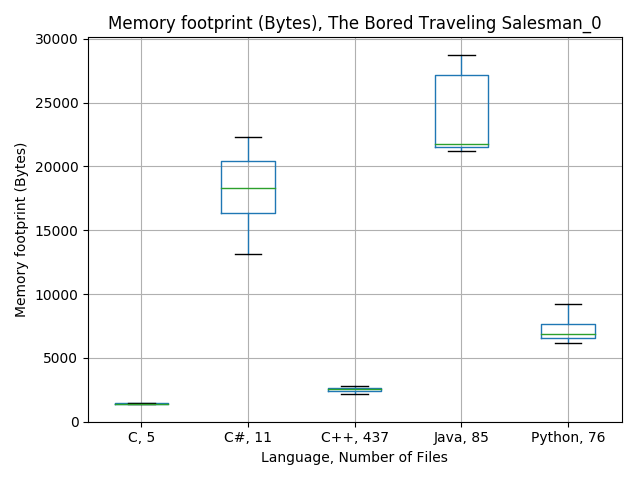 Memory footprint (Bytes), The Bored Traveling Salesman_0
30000
25000
20000
15000
10000
5000
0
Memory footprint (Bytes)
C, 5
C#, 11
C++, 437
Java, 85
Python, 76
Language, Number of Files